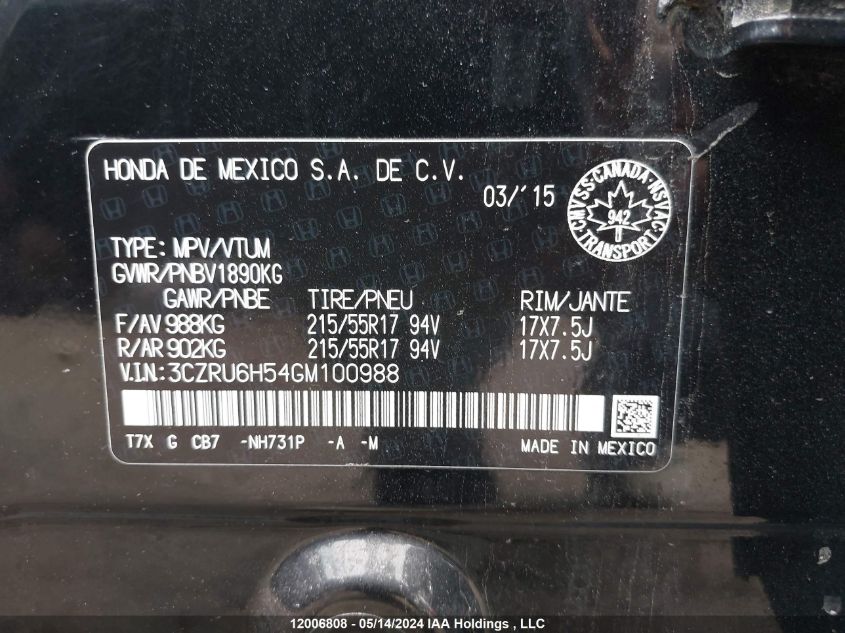 HONDA DE MEXICO S.A. DE C.V.
03/'15
CMVSS·CANADA·NSVAC
942
TRANSPORT
TYPE: MPV/VTUM
GVWR/PNBV1890KG
GAWR/PNBE TIRE/PNEU RIM/JANTE
F/AV 988KG 215/55R17 94V 17X7.5J
R/AR 902KG 215/55R17 94V 17X7.5J
V.IN: 3CZRU6H54GM100988
T7X G CB7 -NH731P -A -M MADE IN MEXICO
12006808 - 05/14/2024 IAA Holdings , LLC